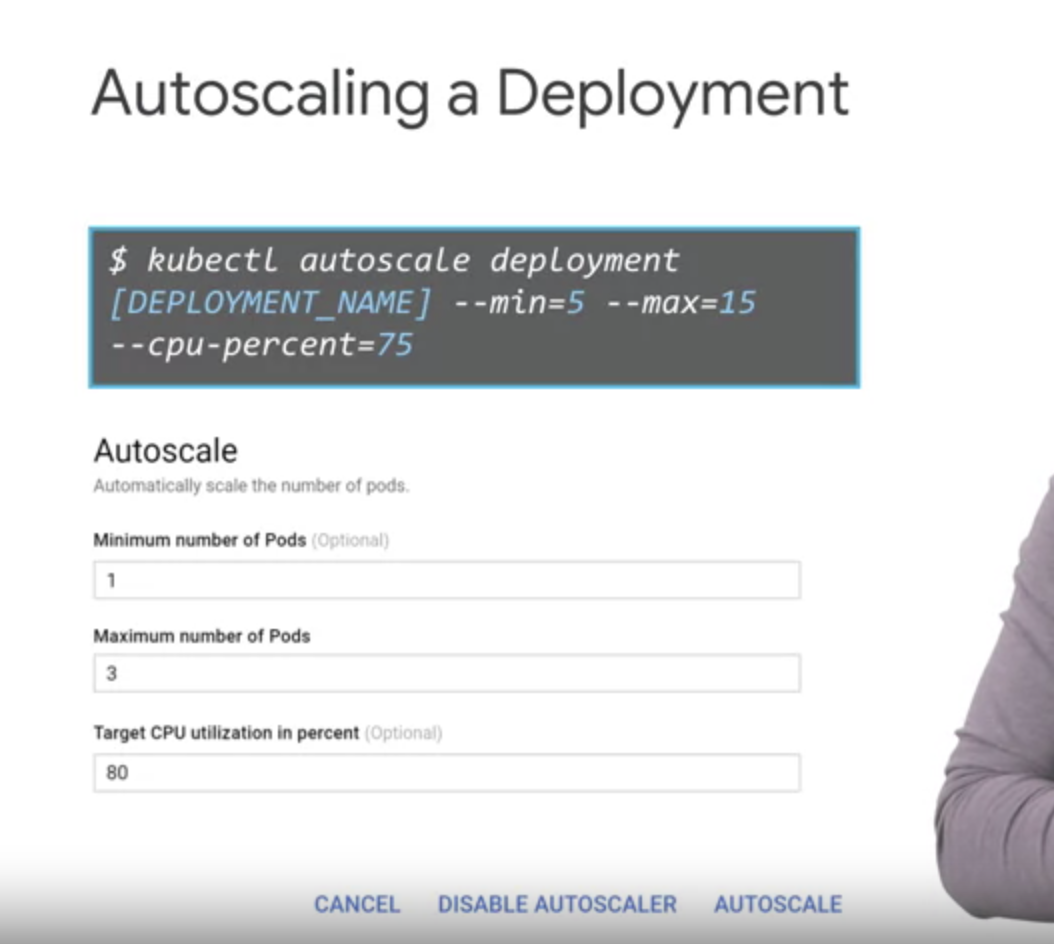 Autoscaling a Deployment
$ kubectl autoscale deployment
[DEPLOYMENT_NAME] --min=5 --max=15
--cpu-percent=75
Autoscale
Automatically scale the number of pods.
Minimum number of Pods (Optional)
1
Maximum number of Pods
3
Target CPU utilization in percent (Optional)
80
CANCEL DISABLE AUTOSCALER AUTOSCALE